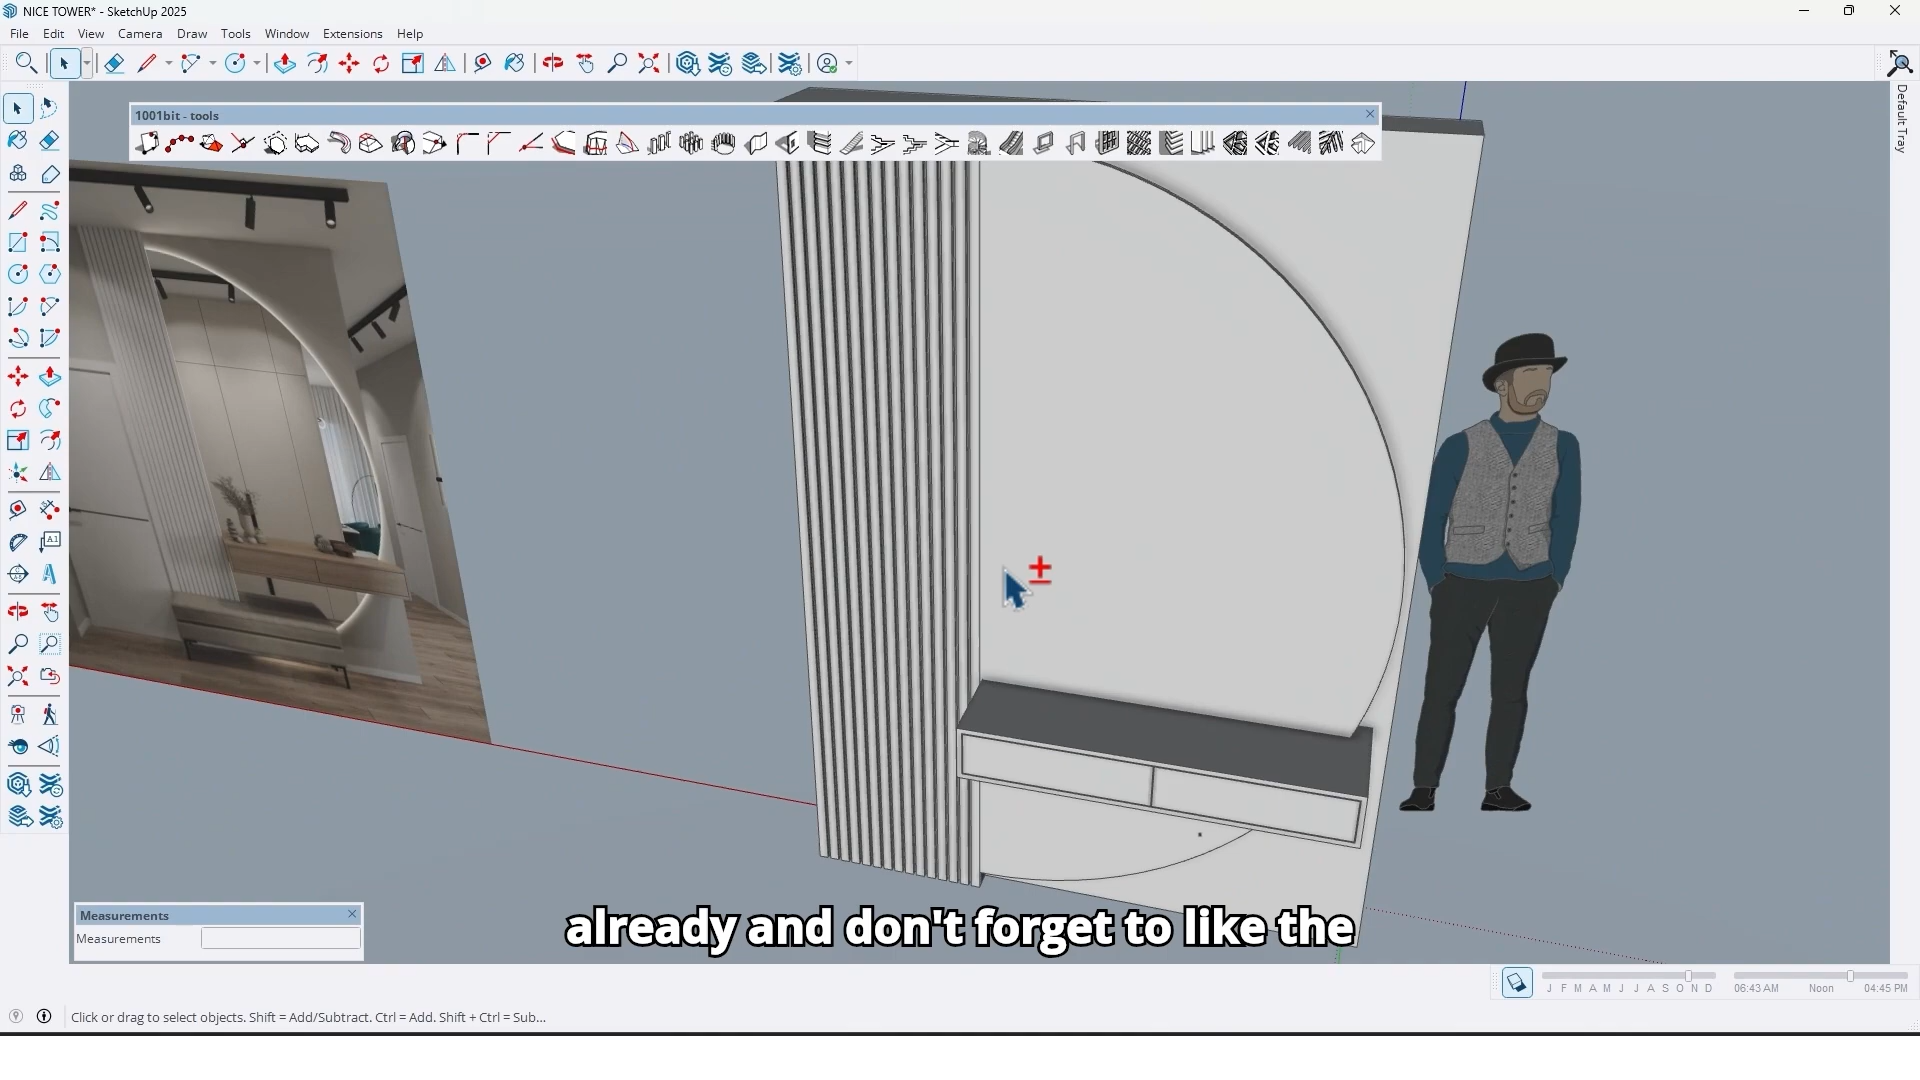 NICE TOWER* - SketchUp 2025
File Edit View Camera Draw Tools Window Extensions Help
Default Tray
1001bit - tools
A1
A
Measurements
Measurements
already and don't forget to like the
J F M A M J J A S O N D
06:43 AM Noon 04:45 PM
Click or drag to select objects. Shift = Add/Subtract. Ctrl = Add. Shift + Ctrl = Sub...